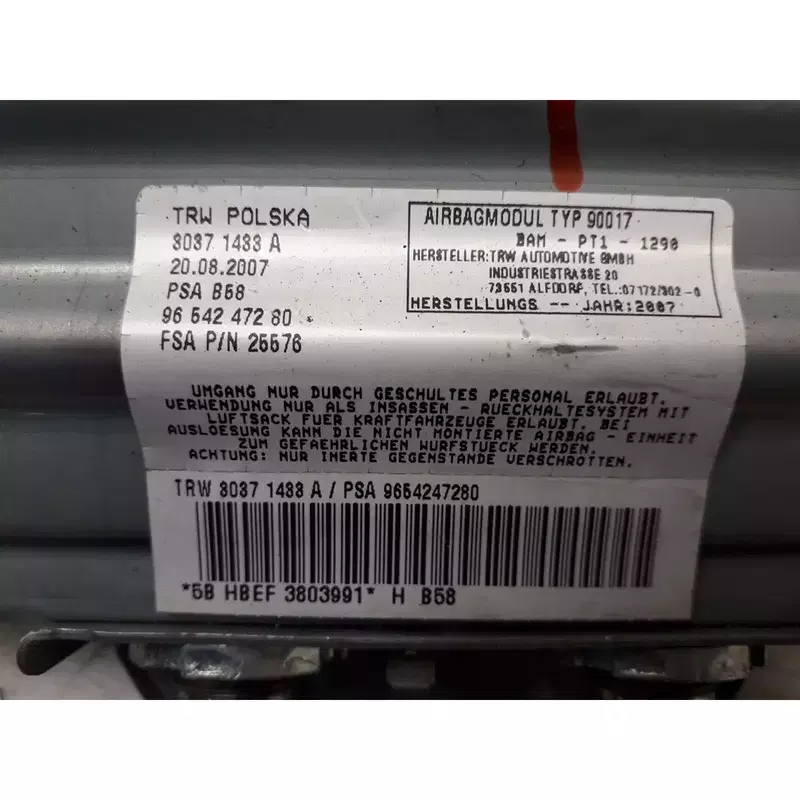 TRW POLSKA
3037 1433 A
20.08.2007
PSA B58
96 542 472 80
FSA P/N 25576
AIRBAGMODUL TYP 90017
BAM - PT1 - 1290
HERSTELLER:TRW AUTOMOTIVE GMBH
INDUSTRIESTRASSE 20
73551 ALFDORF, TEL.:07172/302-0
HERSTELLUNGS -- JAHR:2007
UMGANG NUR DURCH GESCHULTES PERSONAL ERLAUBT.
VERWENDUNG NUR ALS INSASSEN - RUECKHALTESYSTEM MIT
LUFTSACK FUER KRAFTFAHRZEUGE ERLAUBT. BEI
AUSLOESUNG KANN DIE NICHT MONTIERTE AIRBAG - EINHEIT
ZUM GEFAEHRLICHEN WURFSTUECK WERDEN.
ACHTUNG: NUR INERTE GEGENSTANDE VERSCHROTTEN.
TRW 3037 1433 A / PSA 9654247280
*5B HBEF 3803991* H B58